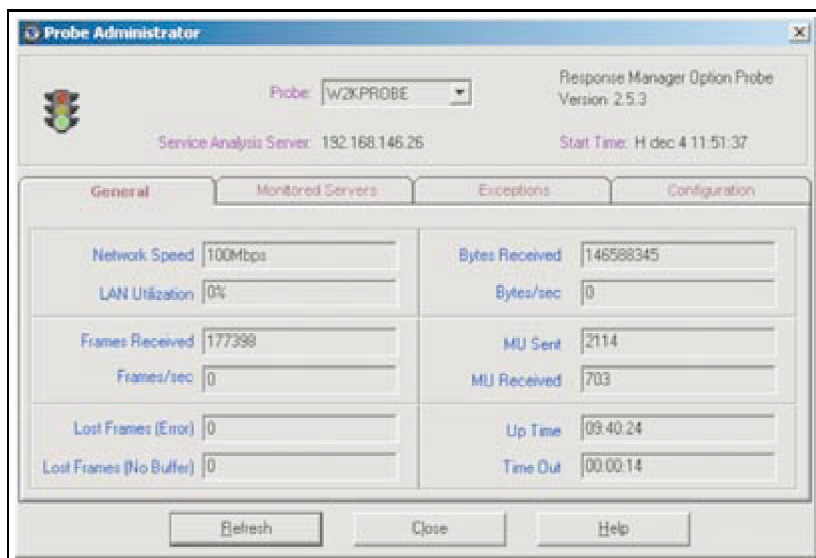 Probe Administrator
Probe: W2KPROBE
Response Manager Option Probe
Version: 2.5.3
Service Analysis Server: 192.168.146.26
Start Time: H dec 4 11:51:37
General
Monitored Servers
Exceptions
Configuration
Network Speed 100Mbps
Bytes Received 146588345
LAN Utilization 0%
Bytes/sec 0
Frames Received 177398
MU Sent 2114
Frames/sec 0
MU Received 703
Lost Frames (Error) 0
Up Time 09:40:24
Lost Frames (No Buffer) 0
Time Out 00:00:14
Refresh
Close
Help